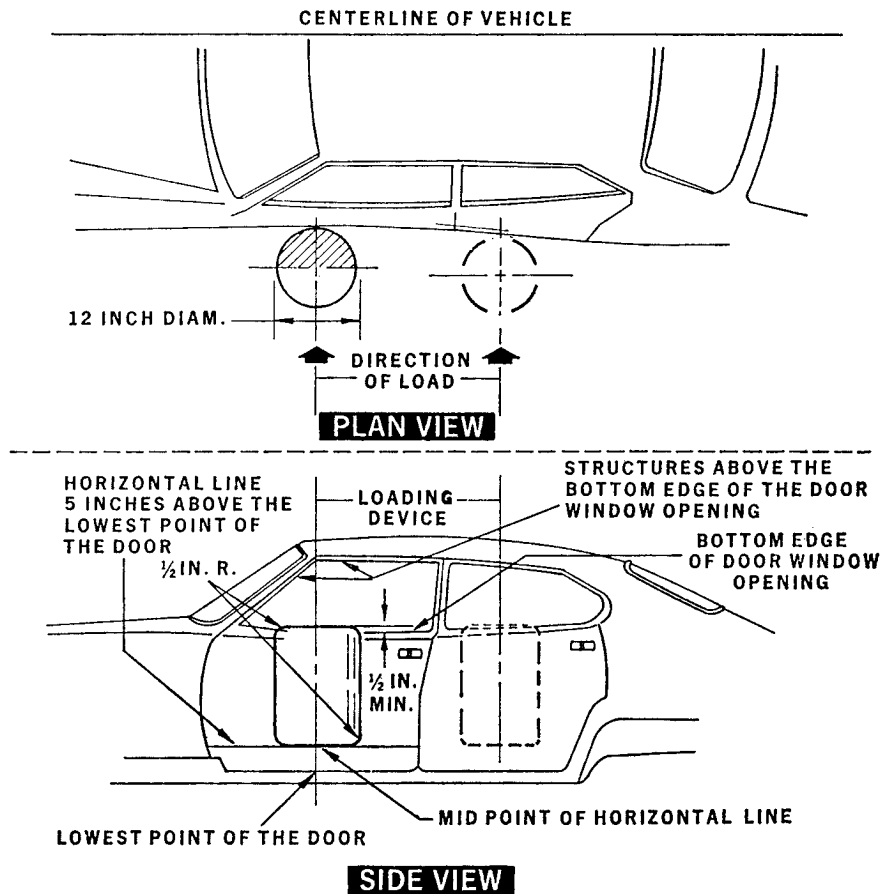 CENTERLINE OF VEHICLE
12 INCH DIAM.
DIRECTION
OF LOAD
PLAN VIEW
HORIZONTAL LINE
5 INCHES ABOVE THE
LOWEST POINT OF
THE DOOR
½ IN. R.
LOADING
DEVICE
STRUCTURES ABOVE THE
BOTTOM EDGE OF THE DOOR
WINDOW OPENING
BOTTOM EDGE
OF DOOR WINDOW
OPENING
½ IN.
MIN.
MID POINT OF HORIZONTAL LINE
LOWEST POINT OF THE DOOR
SIDE VIEW